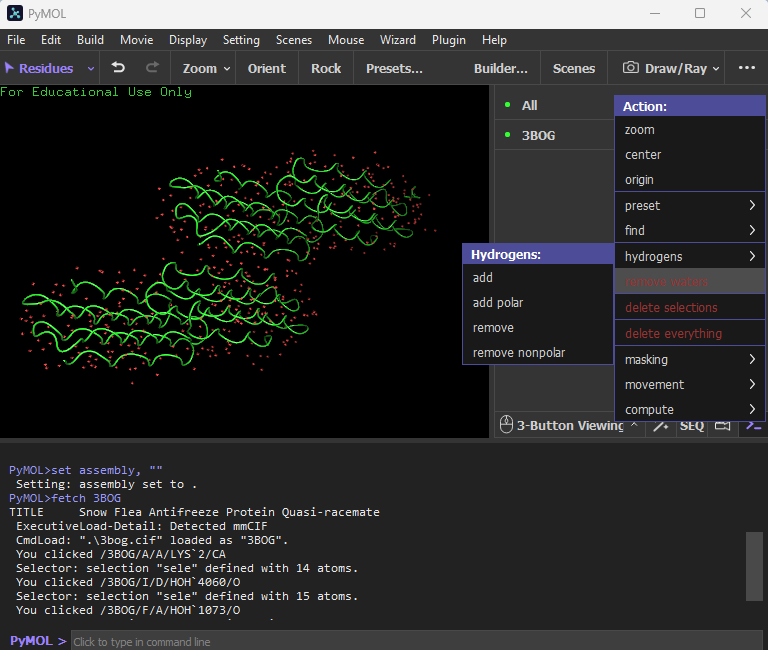 PyMOL
File Edit Build Movie Display Setting Scenes Mouse Wizard Plugin Help
Residues Zoom Orient Rock Presets... Builder... Scenes Draw/Ray
For Educational Use Only
All
3BOG
Action:
zoom
center
origin
preset
find
hydrogens
remove waters
delete selections
delete everything
masking
movement
compute
Hydrogens:
add
add polar
remove
remove nonpolar
3-Button Viewing SEQ
PyMOL>set assembly, ""
Setting: assembly set to .
PyMOL>fetch 3BOG
TITLE Snow Flea Antifreeze Protein Quasi-racemate
ExecutiveLoad-Detail: Detected mmCIF
CmdLoad: ".\3bog.cif" loaded as "3BOG".
You clicked /3BOG/A/A/LYS`2/CA
Selector: selection "sele" defined with 14 atoms.
You clicked /3BOG/I/D/HOH`4060/O
Selector: selection "sele" defined with 15 atoms.
You clicked /3BOG/F/A/HOH`1073/O
PyMOL > Click to type in command line